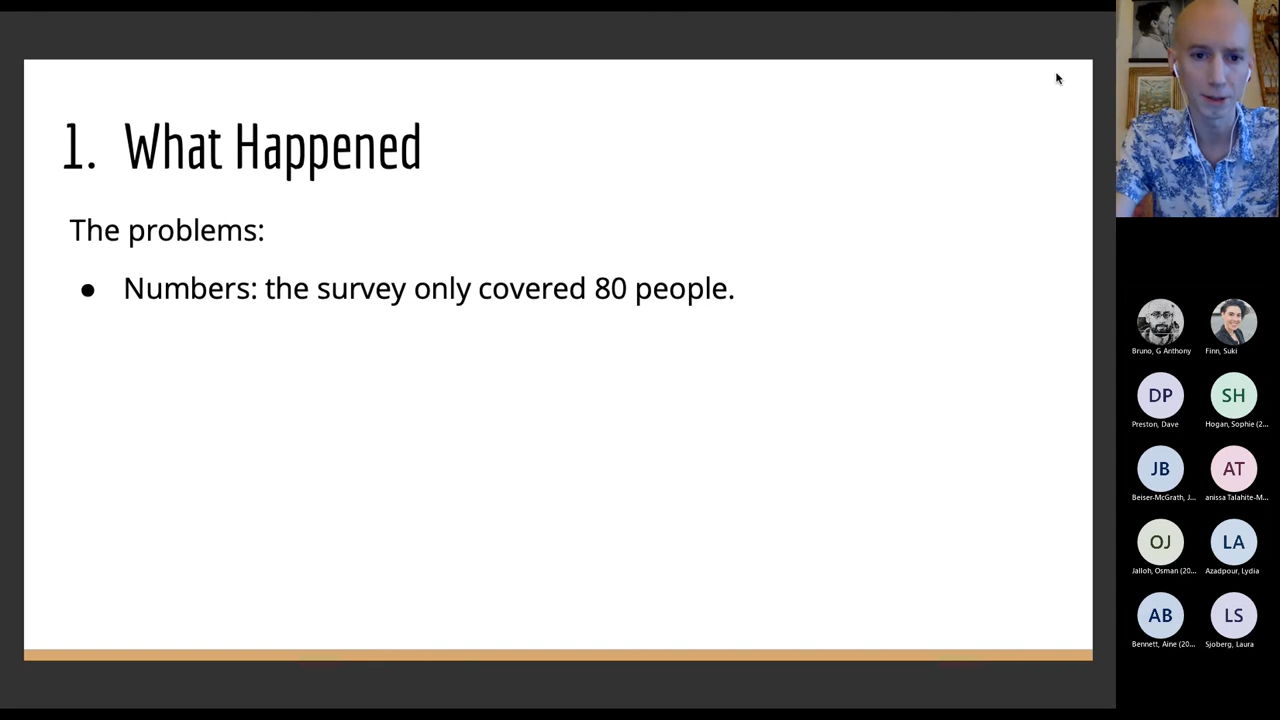 1. What Happened
The problems:
● Numbers: the survey only covered 80 people.
Bruno, G Anthony
Finn, Suki
DP
SH
Preston, Dave
Hogan, Sophie (2...
JB
AT
Beiser-McGrath, J...
anissa Talahite-M...
OJ
LA
Jalloh, Osman (20...
Azadpour, Lydia
AB
LS
Bennett, Aine (20...
Sjoberg, Laura